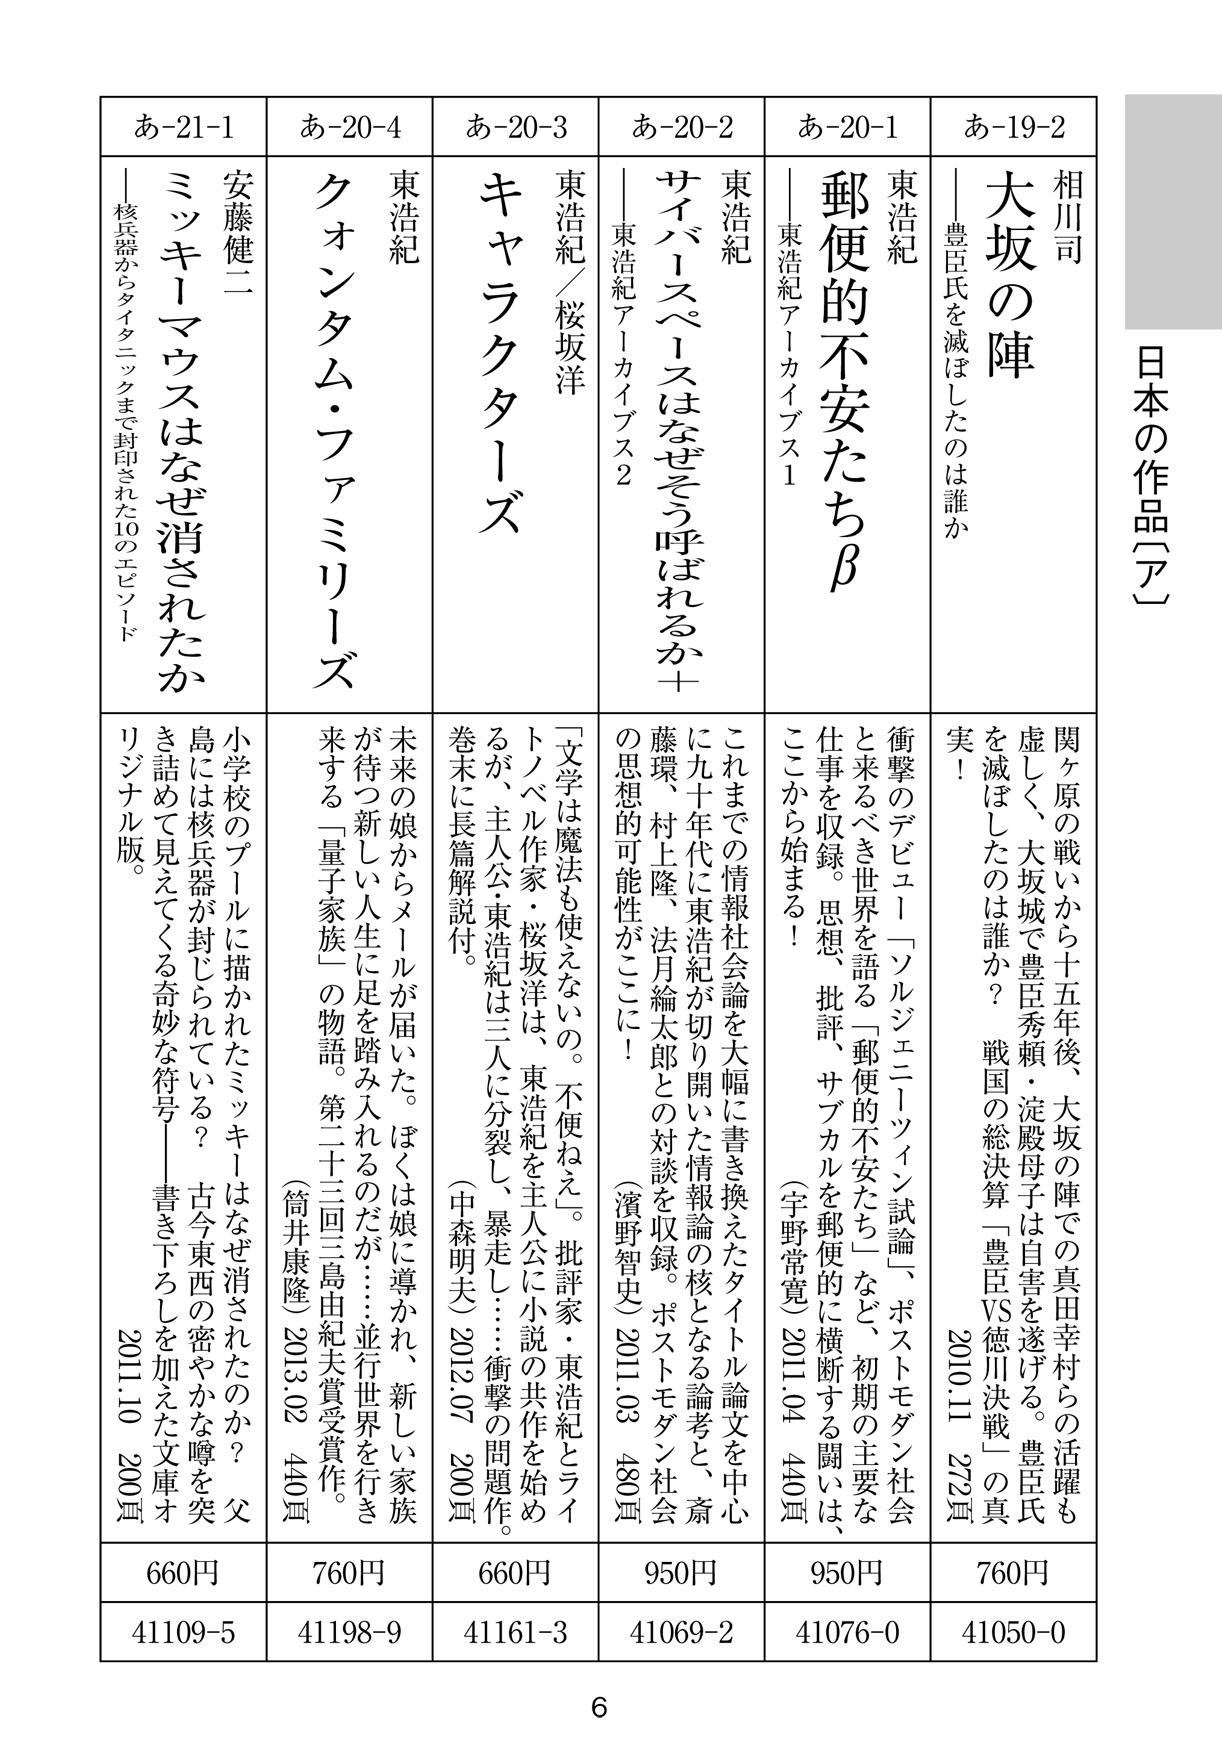 日本の作品〔ア〕
あ-19-2
相川司
大坂の陣
――豊臣氏を滅ぼしたのは誰か
関ヶ原の戦いから十五年後、大坂の陣での真田幸村らの活躍も
虚しく、大坂城で豊臣秀頼・淀殿母子は自害を遂げる。豊臣氏
を滅ぼしたのは誰か？　戦国の総決算「豊臣VS徳川決戦」の真
実！
2010.11　272頁
760円
41050-0
あ-20-1
東浩紀
郵便的不安たちβ
――東浩紀アーカイブス1
衝撃のデビュー「ソルジェニーツィン試論」、ポストモダン社会
と来るべき世界を語る「郵便的不安たち」など、初期の主要な
仕事を収録。思想、批評、サブカルを郵便的に横断する闘いは、
ここから始まる！
（宇野常寛）2011.04　440頁
950円
41076-0
あ-20-2
東浩紀
サイバースペースはなぜそう呼ばれるか＋
――東浩紀アーカイブス2
これまでの情報社会論を大幅に書き換えたタイトル論文を中心
に九十年代に東浩紀が切り開いた情報論の核となる論考と、斎
藤環、村上隆、法月綸太郎との対談を収録。ポストモダン社会
の思想的可能性がここに！
（濱野智史）2011.03　480頁
950円
41069-2
あ-20-3
東浩紀／桜坂洋
キャラクターズ
「文学は魔法も使えないの。不便ねえ」。批評家・東浩紀とライ
トノベル作家・桜坂洋は、東浩紀を主人公に小説の共作を始め
るが、主人公・東浩紀は三人に分裂し、暴走し……衝撃の問題作。
巻末に長篇解説付。
（中森明夫）2012.07　200頁
660円
41161-3
あ-20-4
東浩紀
クォンタム・ファミリーズ
未来の娘からメールが届いた。ぼくは娘に導かれ、新しい家族
が待つ新しい人生に足を踏み入れるのだが……並行世界を行き
来する「量子家族」の物語。第二十三回三島由紀夫賞受賞作。
（筒井康隆）2013.02　440頁
760円
41198-9
あ-21-1
安藤健二
ミッキーマウスはなぜ消されたか
――核兵器からタイタニックまで封印された10のエピソード
小学校のプールに描かれたミッキーはなぜ消されたのか？　父
島には核兵器が封じられている？　古今東西の密やかな噂を突
き詰めて見えてくる奇妙な符号――書き下ろしを加えた文庫オ
リジナル版。
2011.10　200頁
660円
41109-5
6